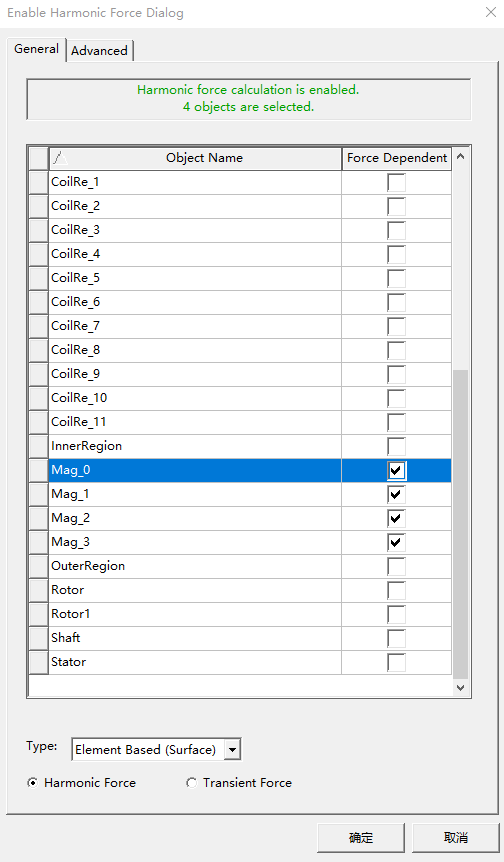 Enable Harmonic Force Dialog
General
Advanced
Harmonic force calculation is enabled.
4 objects are selected.
Object Name
Force Dependent
CoilRe_1
CoilRe_2
CoilRe_3
CoilRe_4
CoilRe_5
CoilRe_6
CoilRe_7
CoilRe_8
CoilRe_9
CoilRe_10
CoilRe_11
InnerRegion
Mag_0
Mag_1
Mag_2
Mag_3
OuterRegion
Rotor
Rotor1
Shaft
Stator
Type:
Element Based (Surface)
Harmonic Force
Transient Force
确定
取消